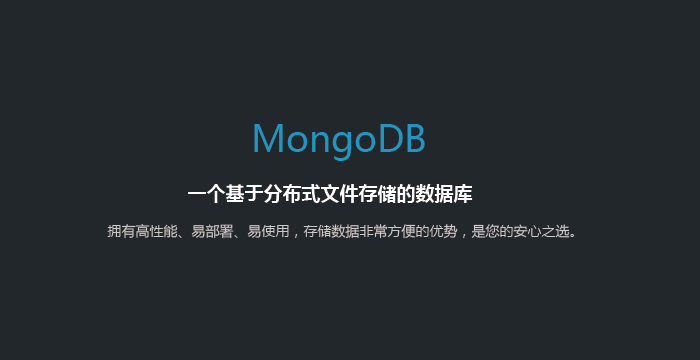 MongoDB
一个基于分布式文件存储的数据库
拥有高性能、易部署、易使用，存储数据非常方便的优势，是您的安心之选。